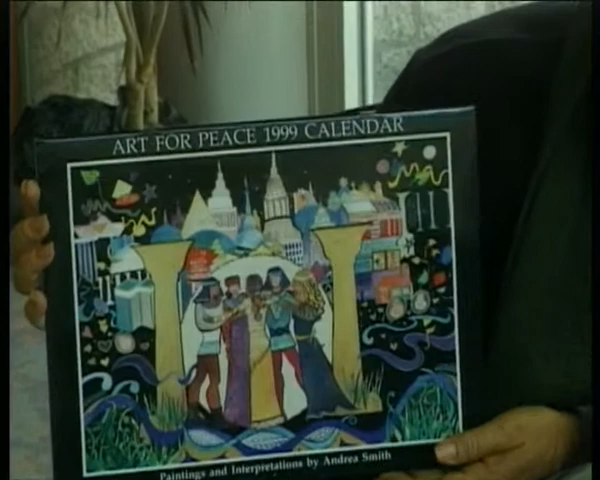 ART FOR PEACE 1999 CALENDAR
Paintings and Interpretations by Andrea Smith